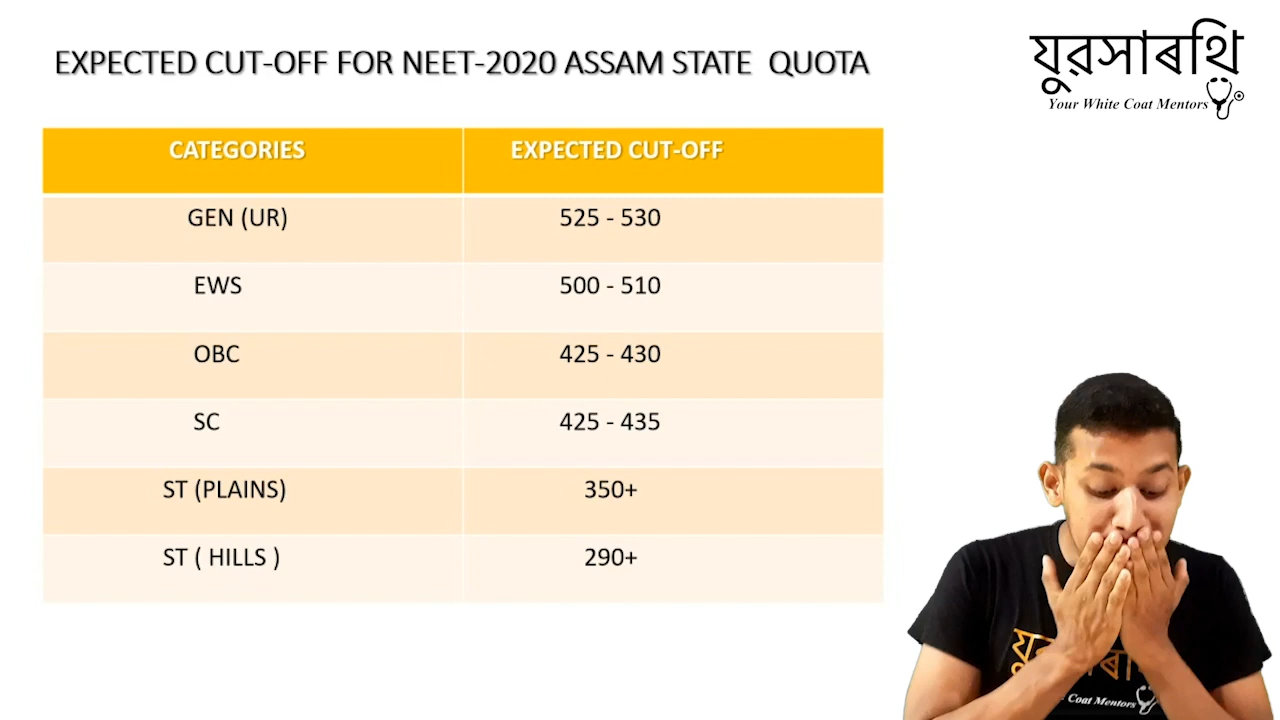 EXPECTED CUT-OFF FOR NEET-2020 ASSAM STATE QUOTA
যুৱসাৰথি
Your White Coat Mentors
CATEGORIES EXPECTED CUT-OFF
GEN (UR) 525 - 530
EWS 500 - 510
OBC 425 - 430
SC 425 - 435
ST (PLAINS) 350+
ST ( HILLS ) 290+
Coat Mentors